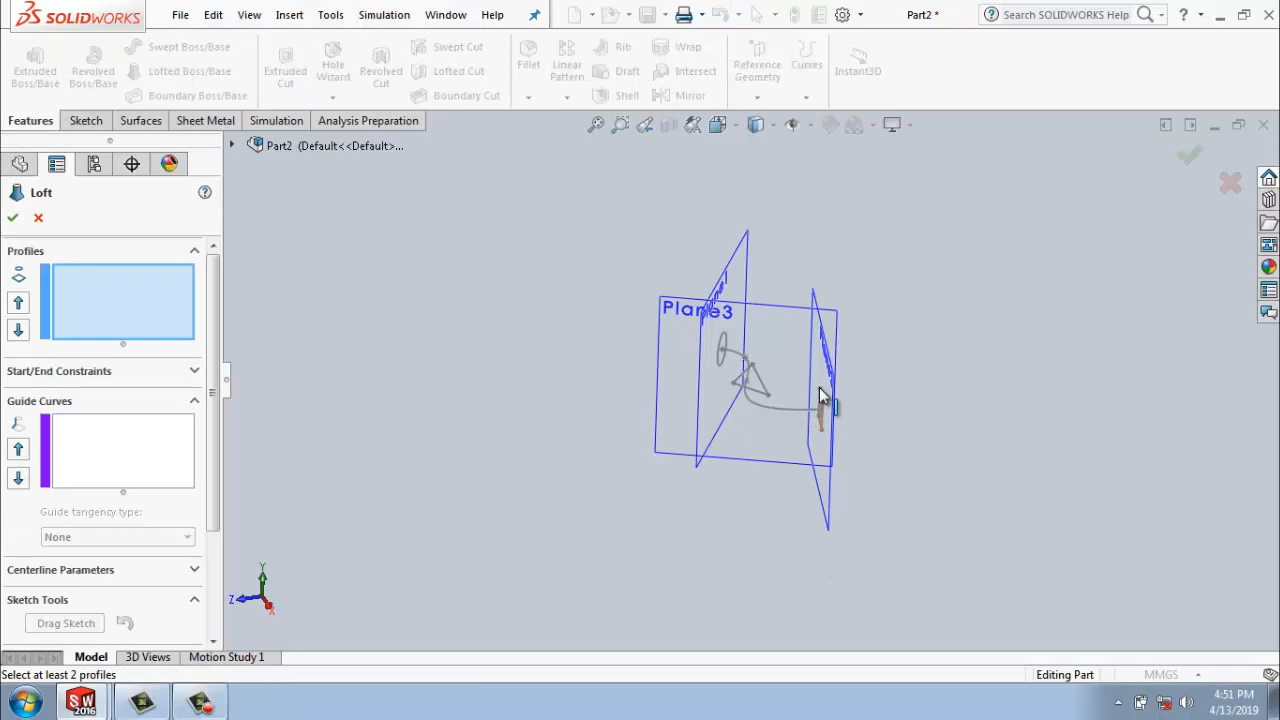 SOLIDWORKS File Edit View Insert Tools Simulation Window Help Part2 * Search SOLIDWORKS Help ?
Extruded Boss/Base Revolved Boss/Base Swept Boss/Base Lofted Boss/Base Boundary Boss/Base Extruded Cut Hole Wizard Revolved Cut Swept Cut Lofted Cut Boundary Cut Fillet Linear Pattern Rib Draft Shell Wrap Intersect Mirror Reference Geometry Curves Instant3D
Features Sketch Surfaces Sheet Metal Simulation Analysis Preparation
Part2 (Default<<Default>...
Loft
Profiles
Plane3
Start/End Constraints
Guide Curves
Guide tangency type:
None
Centerline Parameters
Sketch Tools
Drag Sketch
Y
Z
X
Model 3D Views Motion Study 1
Select at least 2 profiles Editing Part MMGS
SW 2016 4:51 PM
4/13/2019